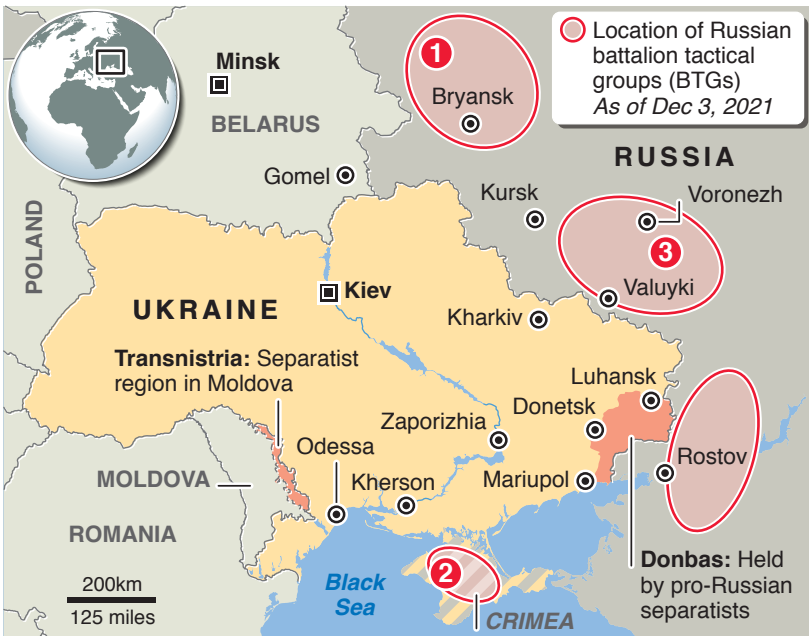 Minsk
BELARUS
Gomel
POLAND
1
Bryansk
Location of Russian
battalion tactical
groups (BTGs)
As of Dec 3, 2021
RUSSIA
Kursk
Voronezh
3
Valuyki
UKRAINE
Kiev
Kharkiv
Transnistria: Separatist
region in Moldova
Luhansk
Donetsk
Zaporizhia
Odessa
Kherson
Mariupol
Rostov
MOLDOVA
ROMANIA
200km
125 miles
Black
Sea
2
CRIMEA
Donbas: Held
by pro-Russian
separatists